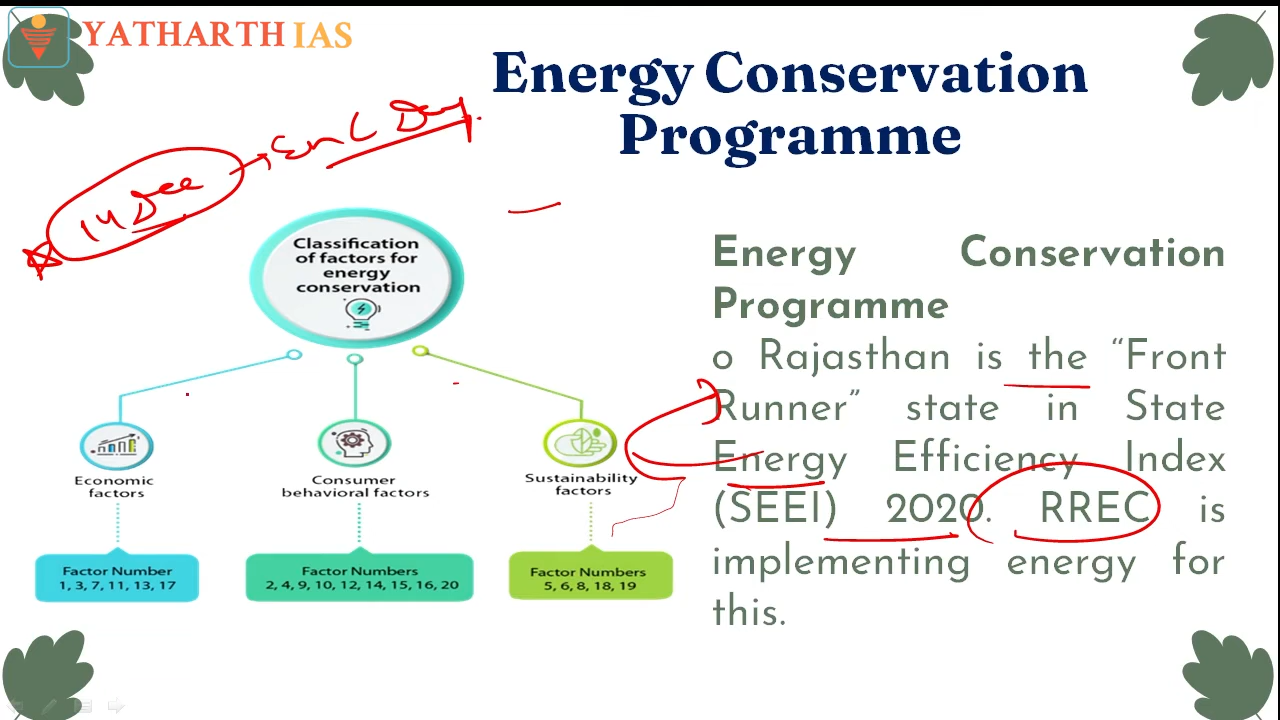 YATHARTH IAS
Energy Conservation
Programme
14 Dec
En C Day
Classification
of factors for
energy
conservation
Economic
factors
Consumer
behavioral factors
Sustainability
factors
Factor Number
1, 3, 7, 11, 13, 17
Factor Numbers
2, 4, 9, 10, 12, 14, 15, 16, 20
Factor Numbers
5, 6, 8, 18, 19
Energy Conservation
Programme
o Rajasthan is the “Front
Runner” state in State
Energy Efficiency Index
(SEEI) 2020. RREC is
implementing energy for
this.